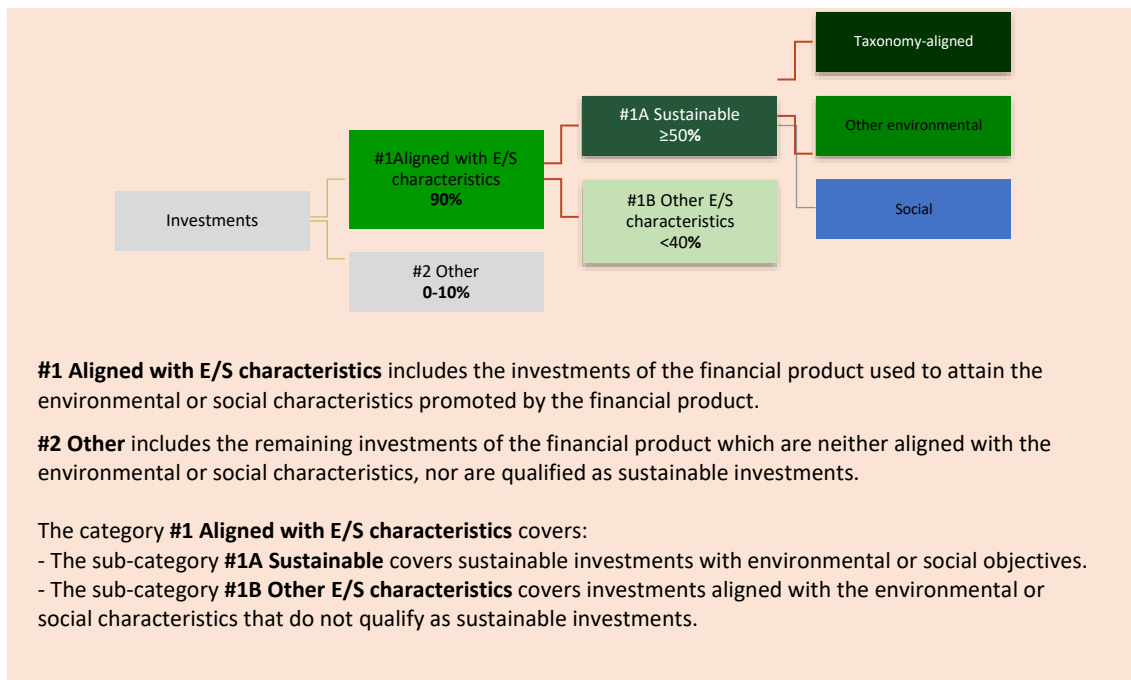 Taxonomy-aligned
#1A Sustainable
≥50%
Other environmental
#1Aligned with E/S
characteristics
90%
#1B Other E/S
characteristics
<40%
Social
Investments
#2 Other
0-10%
#1 Aligned with E/S characteristics includes the investments of the financial product used to attain the
environmental or social characteristics promoted by the financial product.
#2 Other includes the remaining investments of the financial product which are neither aligned with the
environmental or social characteristics, nor are qualified as sustainable investments.
The category #1 Aligned with E/S characteristics covers:
- The sub-category #1A Sustainable covers sustainable investments with environmental or social objectives.
- The sub-category #1B Other E/S characteristics covers investments aligned with the environmental or
social characteristics that do not qualify as sustainable investments.